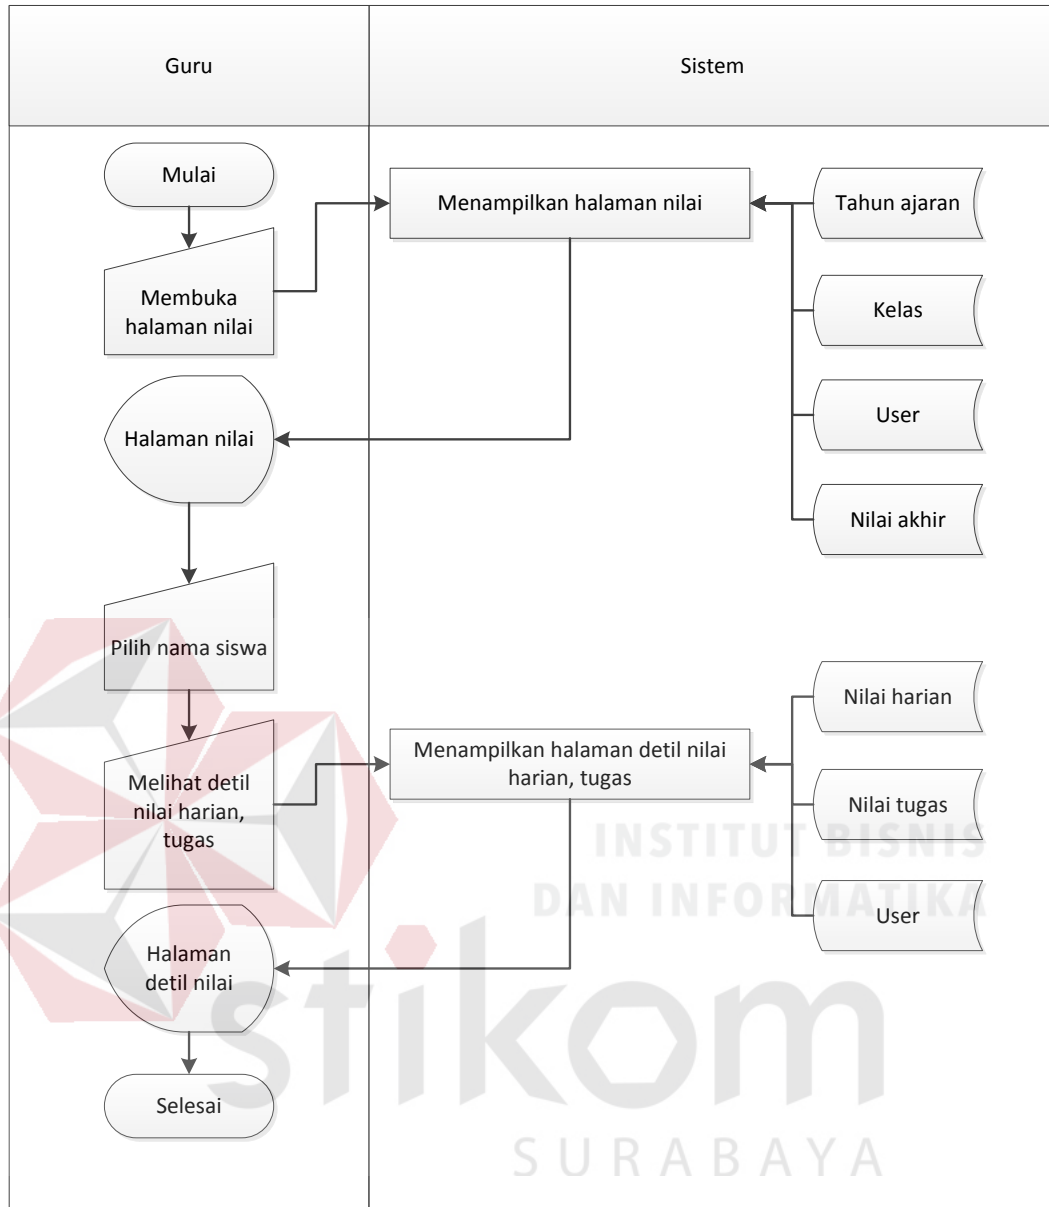 Guru
Sistem
Mulai
Menampilkan halaman nilai
Tahun ajaran
Membuka
halaman nilai
Kelas
Halaman nilai
User
Nilai akhir
Pilih nama siswa
Nilai harian
Melihat detil
nilai harian,
tugas
Menampilkan halaman detil nilai
harian, tugas
Nilai tugas
User
Halaman
detil nilai
Selesai
INSTITUT BISNIS
DAN INFORMATIKA
stikom
SURABAYA